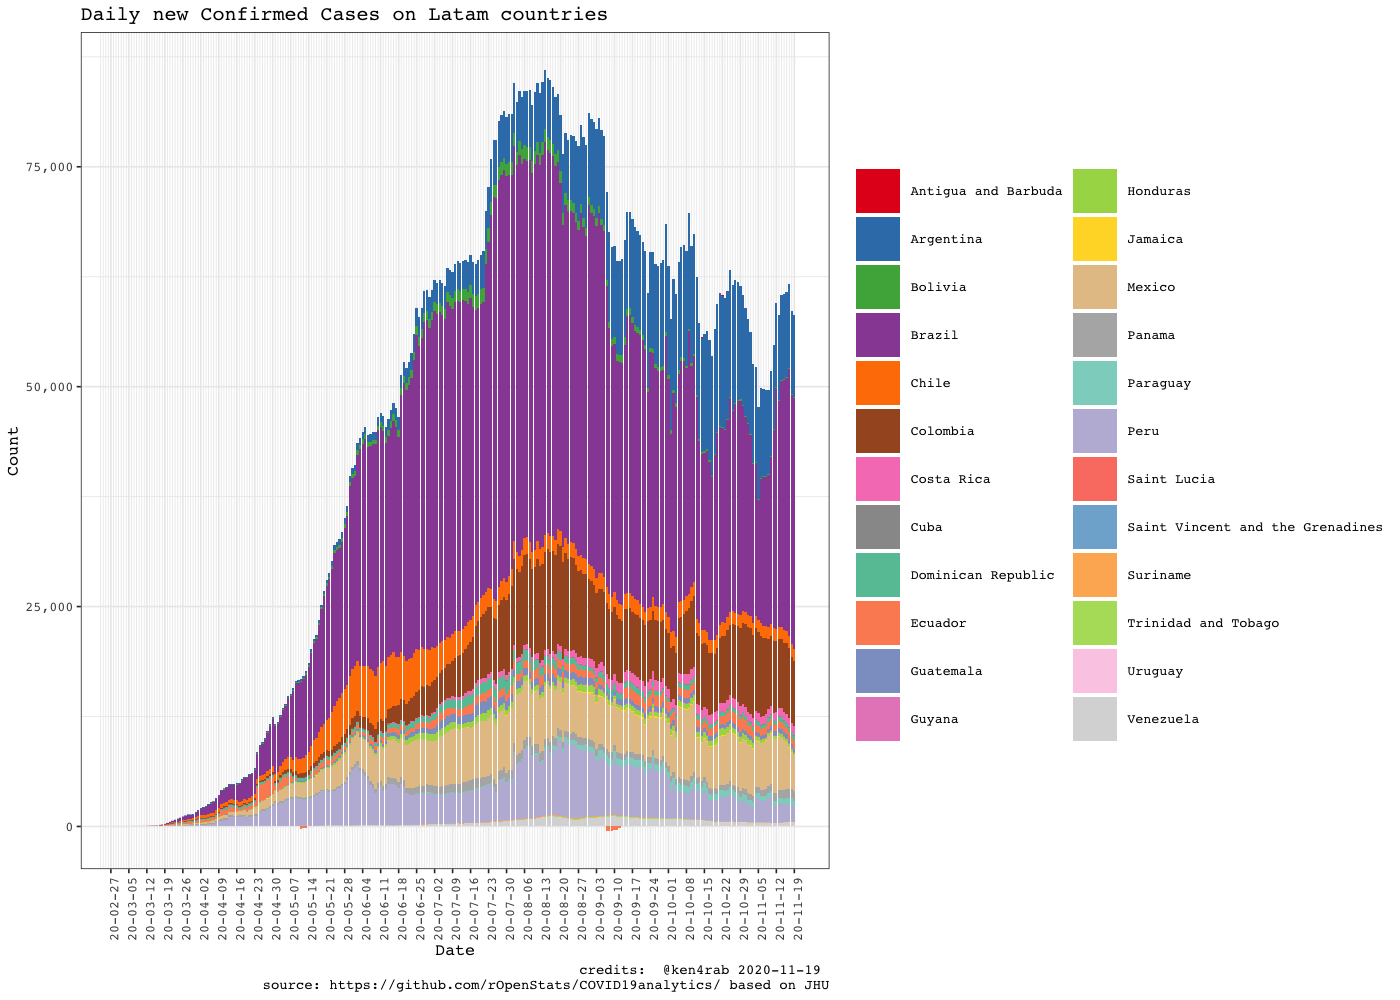 Daily new Confirmed Cases on Latam countries
Count
75,000
50,000
25,000
0
20-02-27
20-03-05
20-03-12
20-03-19
20-03-26
20-04-02
20-04-09
20-04-16
20-04-23
20-04-30
20-05-07
20-05-14
20-05-21
20-05-28
20-06-04
20-06-11
20-06-18
20-06-25
20-07-02
20-07-09
20-07-16
20-07-23
20-07-30
20-08-06
20-08-13
20-08-20
20-08-27
20-09-03
20-09-10
20-09-17
20-09-24
20-10-01
20-10-08
20-10-15
20-10-22
20-10-29
20-11-05
20-11-12
20-11-19
Date
Antigua and Barbuda
Argentina
Bolivia
Brazil
Chile
Colombia
Costa Rica
Cuba
Dominican Republic
Ecuador
Guatemala
Guyana
Honduras
Jamaica
Mexico
Panama
Paraguay
Peru
Saint Lucia
Saint Vincent and the Grenadines
Suriname
Trinidad and Tobago
Uruguay
Venezuela
credits:  @ken4rab 2020-11-19
source: https://github.com/rOpenStats/COVID19analytics/ based on JHU